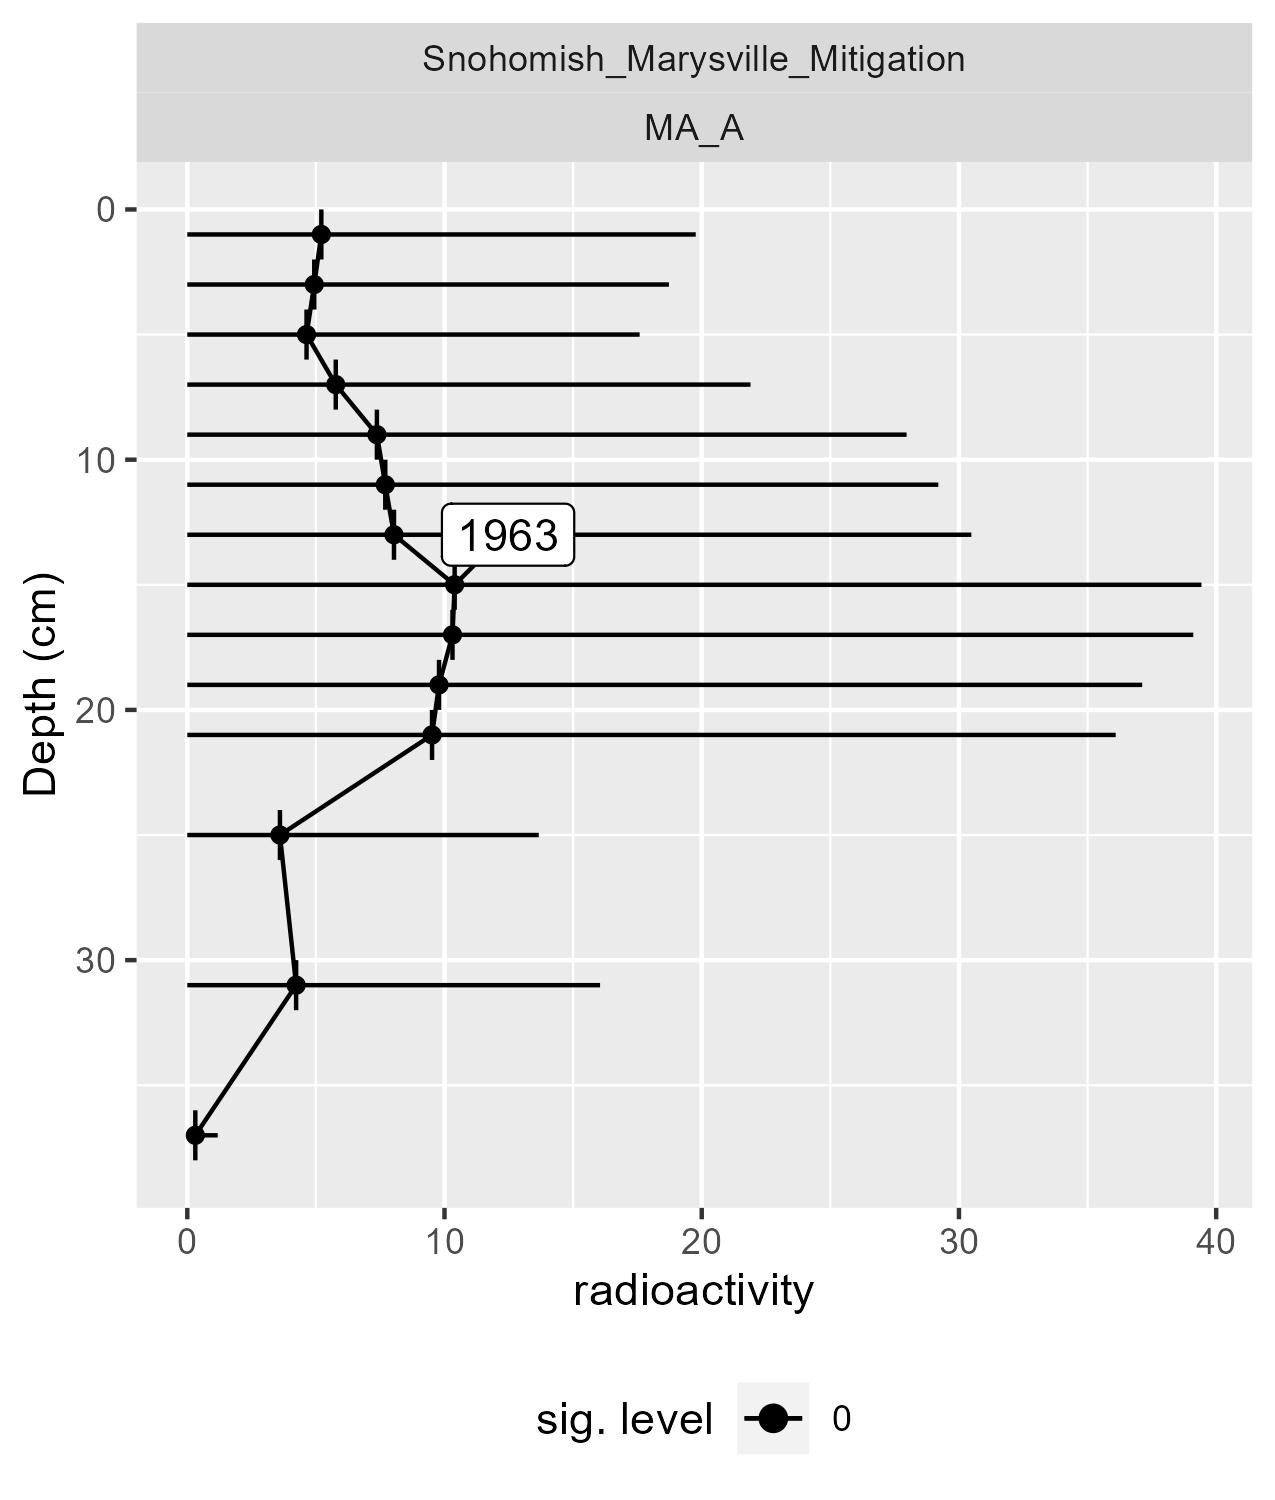 Snohomish_Marysville_Mitigation
MA_A
0
10
20
30
Depth (cm)
1963
0 10 20 30 40
radioactivity
sig. level 0